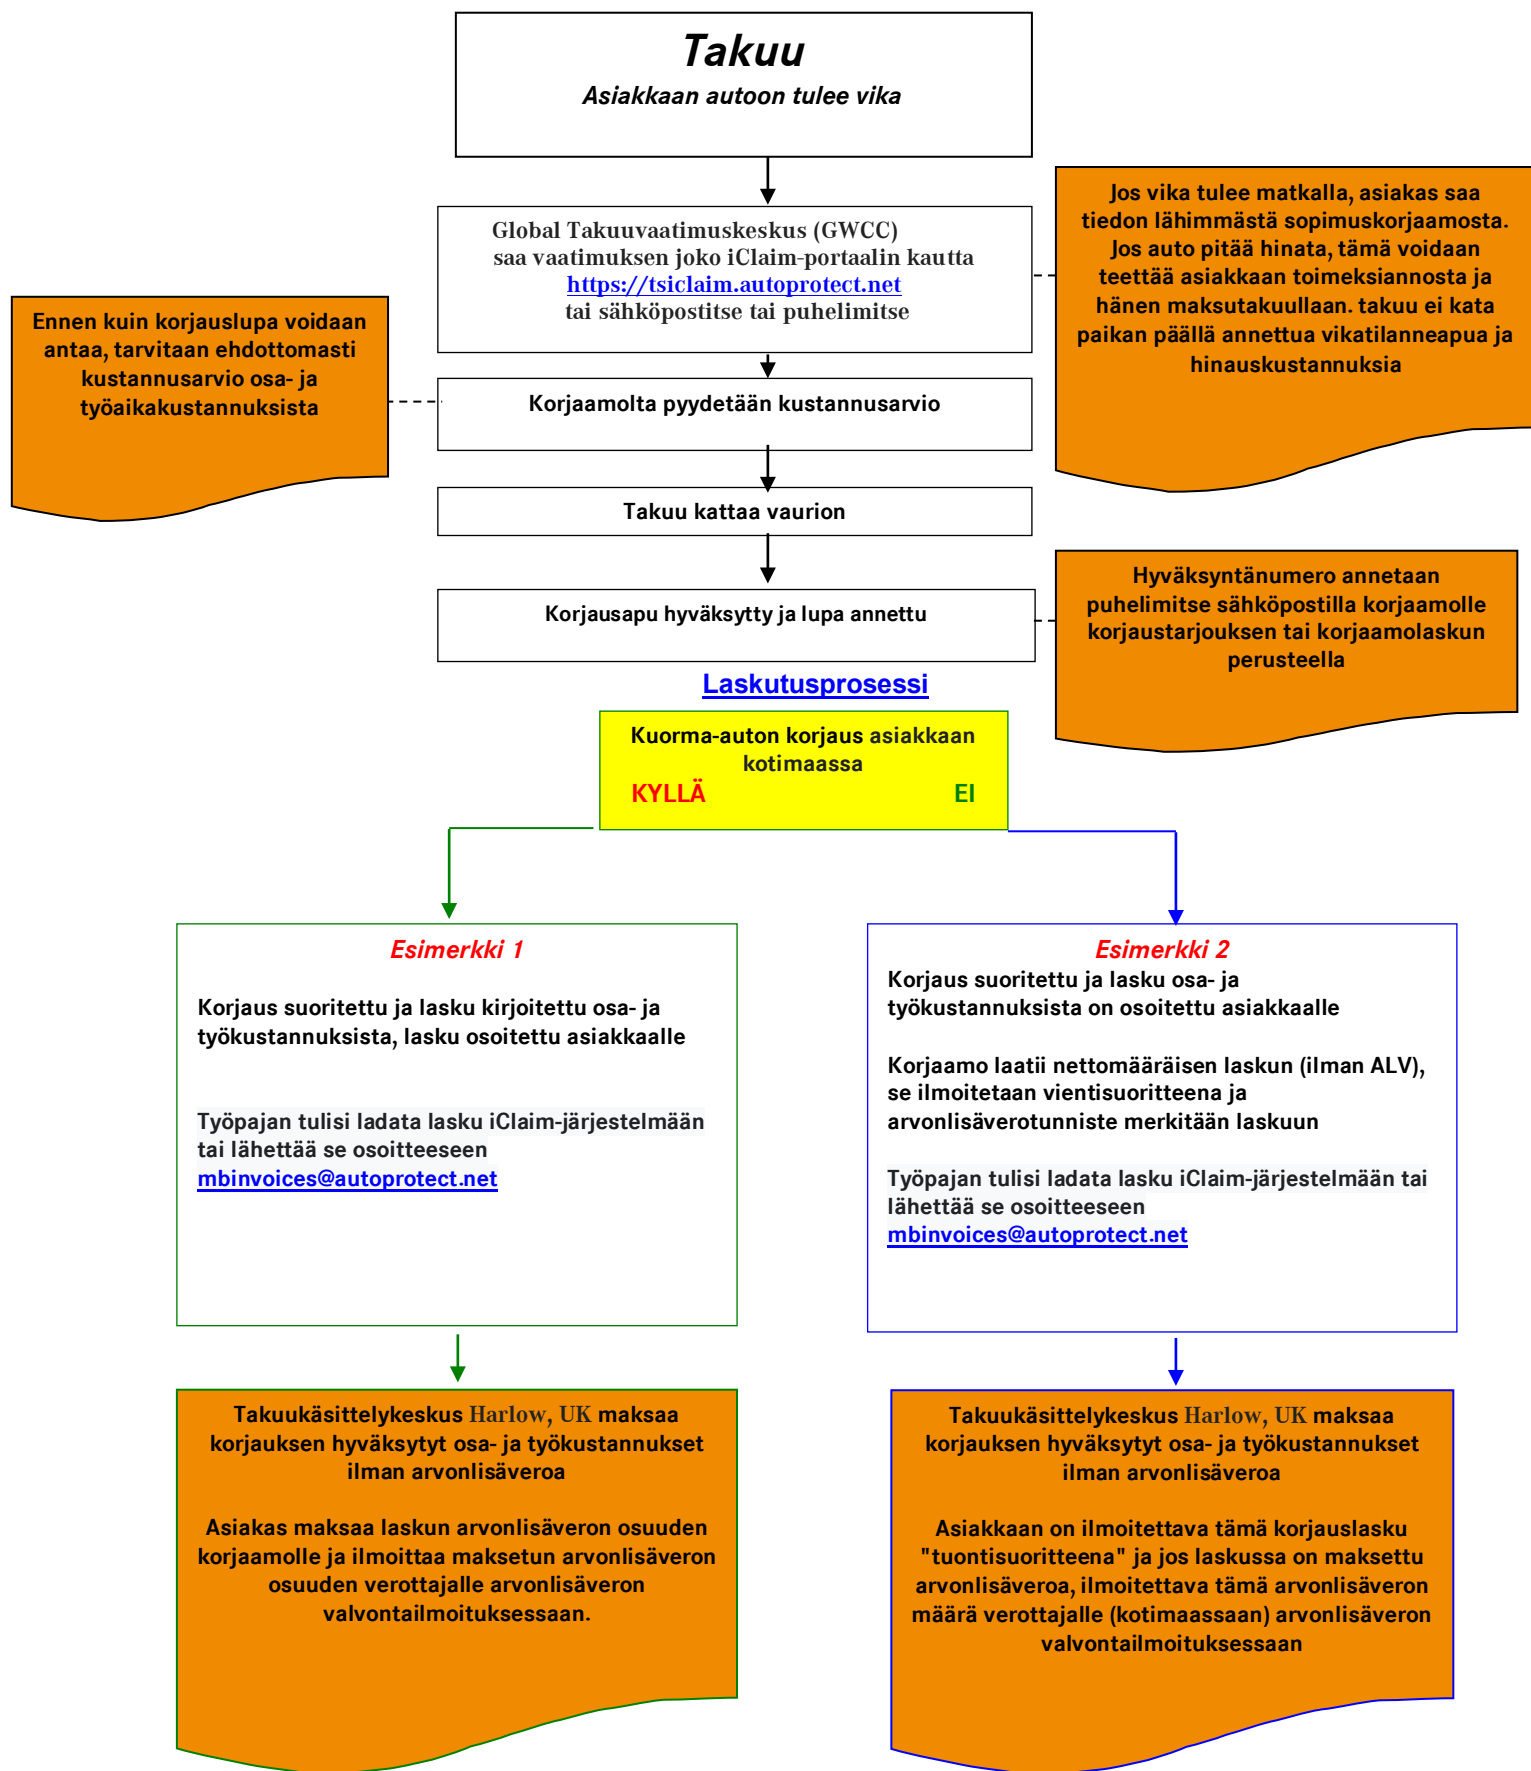 Takuu
Asiakkaan autoon tulee vika
Global Takuuvaatimuskeskus (GWCC)
saa vaatimuksen joko iClaim-portaalin kautta
https://tsiclaim.autoprotect.net
tai sähköpostitse tai puhelimitse
Jos vika tulee matkalla, asiakas saa
tiedon lähimmästä sopimuskorjaamosta.
Jos auto pitää hinata, tämä voidaan
teettää asiakkaan toimeksiannosta ja
hänen maksutakuullaan. takuu ei kata
paikan päällä annettua vikatilanneapua ja
hinauskustannuksia
Ennen kuin korjauslupa voidaan
antaa, tarvitaan ehdottomasti
kustannusarvio osa- ja
työaikakustannuksista
Korjaamolta pyydetään kustannusarvio
Takuu kattaa vaurion
Korjausapu hyväksytty ja lupa annettu
Hyväksyntänumero annetaan
puhelimitse sähköpostilla korjaamolle
korjaustarjouksen tai korjaamolaskun
perusteella
Laskutusprosessi
Kuorma-auton korjaus asiakkaan
kotimaassa
KYLLÄ EI
Esimerkki 1
Korjaus suoritettu ja lasku kirjoitettu osa- ja
työkustannuksista, lasku osoitettu asiakkaalle
Työpajan tulisi ladata lasku iClaim-järjestelmään
tai lähettää se osoitteeseen
mbinvoices@autoprotect.net
Esimerkki 2
Korjaus suoritettu ja lasku osa- ja
työkustannuksista on osoitettu asiakkaalle
Korjaamo laatii nettomääräisen laskun (ilman ALV),
se ilmoitetaan vientisuoritteena ja
arvonlisäverotunniste merkitään laskuun
Työpajan tulisi ladata lasku iClaim-järjestelmään tai
lähettää se osoitteeseen
mbinvoices@autoprotect.net
Takuukäsittelykeskus Harlow, UK maksaa
korjauksen hyväksytyt osa- ja työkustannukset
ilman arvonlisäveroa
Asiakas maksaa laskun arvonlisäveron osuuden
korjaamolle ja ilmoittaa maksetun arvonlisäveron
osuuden verottajalle arvonlisäveron
valvontailmoituksessaan.
Takuukäsittelykeskus Harlow, UK maksaa
korjauksen hyväksytyt osa- ja työkustannukset
ilman arvonlisäveroa
Asiakkaan on ilmoitettava tämä korjauslasku
"tuontisuoritteena" ja jos laskussa on maksettu
arvonlisäveroa, ilmoitettava tämä arvonlisäveron
määrä verottajalle (kotimaassaan) arvonlisäveron
valvontailmoituksessaan